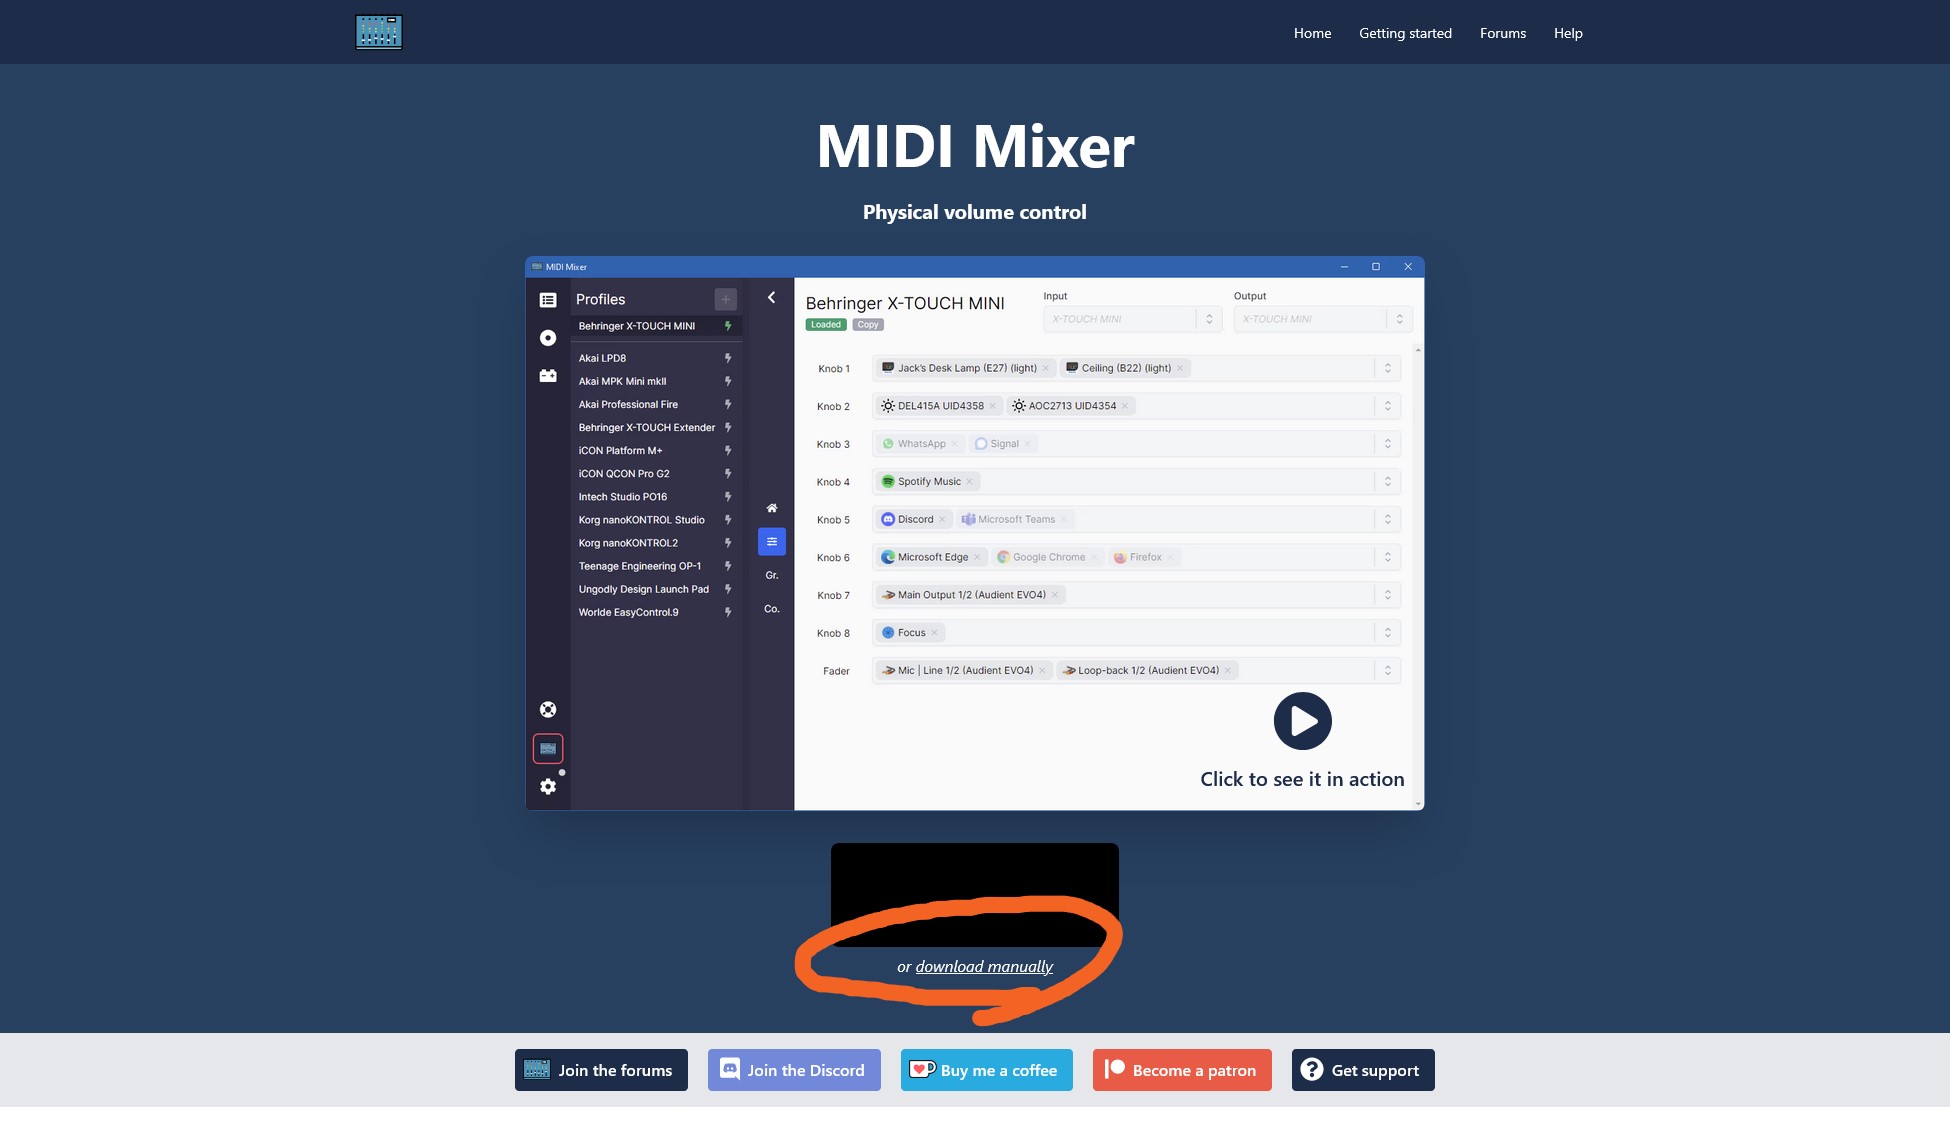 Home Getting started Forums Help
MIDI Mixer
Physical volume control
MIDI Mixer
Profiles
Behringer X-TOUCH MINI
Akai LPD8
Akai MPK Mini mkII
Akai Professional Fire
Behringer X-TOUCH Extender
iCON Platform M+
iCON QCON Pro G2
Intech Studio PO16
Korg nanoKONTROL Studio
Korg nanoKONTROL2
Teenage Engineering OP-1
Ungodly Design Launch Pad
Worlde EasyControl.9
Gr.
Co.
Behringer X-TOUCH MINI
Loaded Copy
Input
X-TOUCH MINI
Output
X-TOUCH MINI
Knob 1 Jack's Desk Lamp (E27) (light) Ceiling (B22) (light)
Knob 2 DEL415A UID4358 AOC2713 UID4354
Knob 3 WhatsApp Signal
Knob 4 Spotify Music
Knob 5 Discord Microsoft Teams
Knob 6 Microsoft Edge Google Chrome Firefox
Knob 7 Main Output 1/2 (Audient EVO4)
Knob 8 Focus
Fader Mic | Line 1/2 (Audient EVO4) Loop-back 1/2 (Audient EVO4)
Click to see it in action
or download manually
Join the forums Join the Discord Buy me a coffee Become a patron Get support